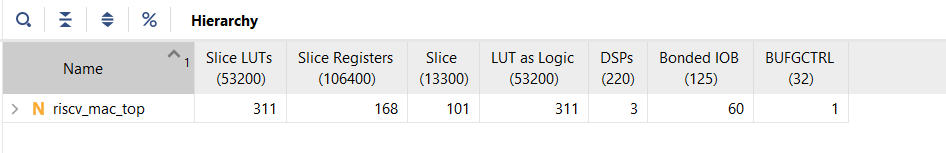 Hierarchy
Name 1 Slice LUTs (53200) Slice Registers (106400) Slice (13300) LUT as Logic (53200) DSPs (220) Bonded IOB (125) BUFGCTRL (32)
N riscv_mac_top 311 168 101 311 3 60 1